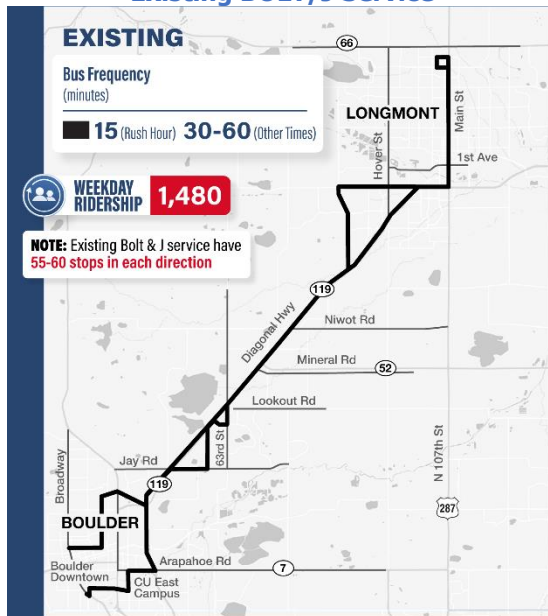 Existing BOLT/J Service
EXISTING
Bus Frequency
(minutes)
15 (Rush Hour) 30-60 (Other Times)
WEEKDAY
RIDERSHIP
1,480
NOTE: Existing Bolt & J service have
55-60 stops in each direction
66
LONGMONT
Hover St
Main St
1st Ave
119
Diagonal Hwy
Niwot Rd
Mineral Rd
52
Lookout Rd
63rd St
Jay Rd
119
Broadway
N 107th St
287
BOULDER
Boulder
Downtown
Arapahoe Rd
7
CU East
Campus